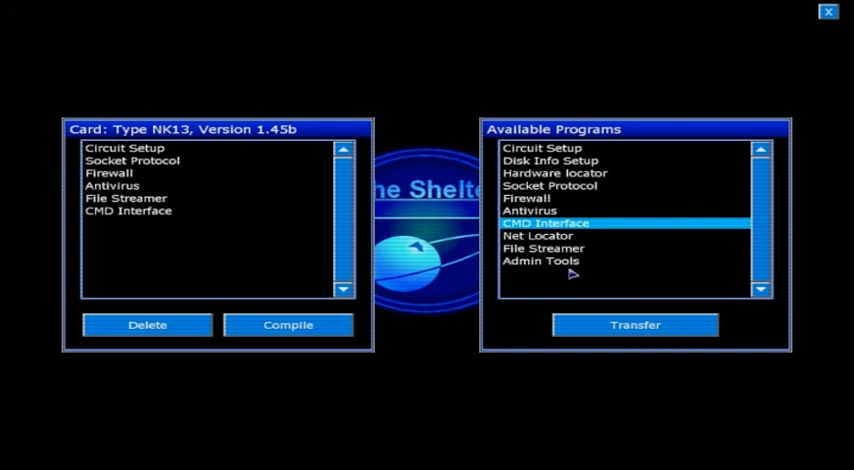 x
Card: Type NK13, Version 1.45b
Circuit Setup
Socket Protocol
Firewall
Antivirus
File Streamer
CMD Interface
Delete
Compile
he Shelte
Available Programs
Circuit Setup
Disk Info Setup
Hardware locator
Socket Protocol
Firewall
Antivirus
CMD Interface
Net Locator
File Streamer
Admin Tools
Transfer